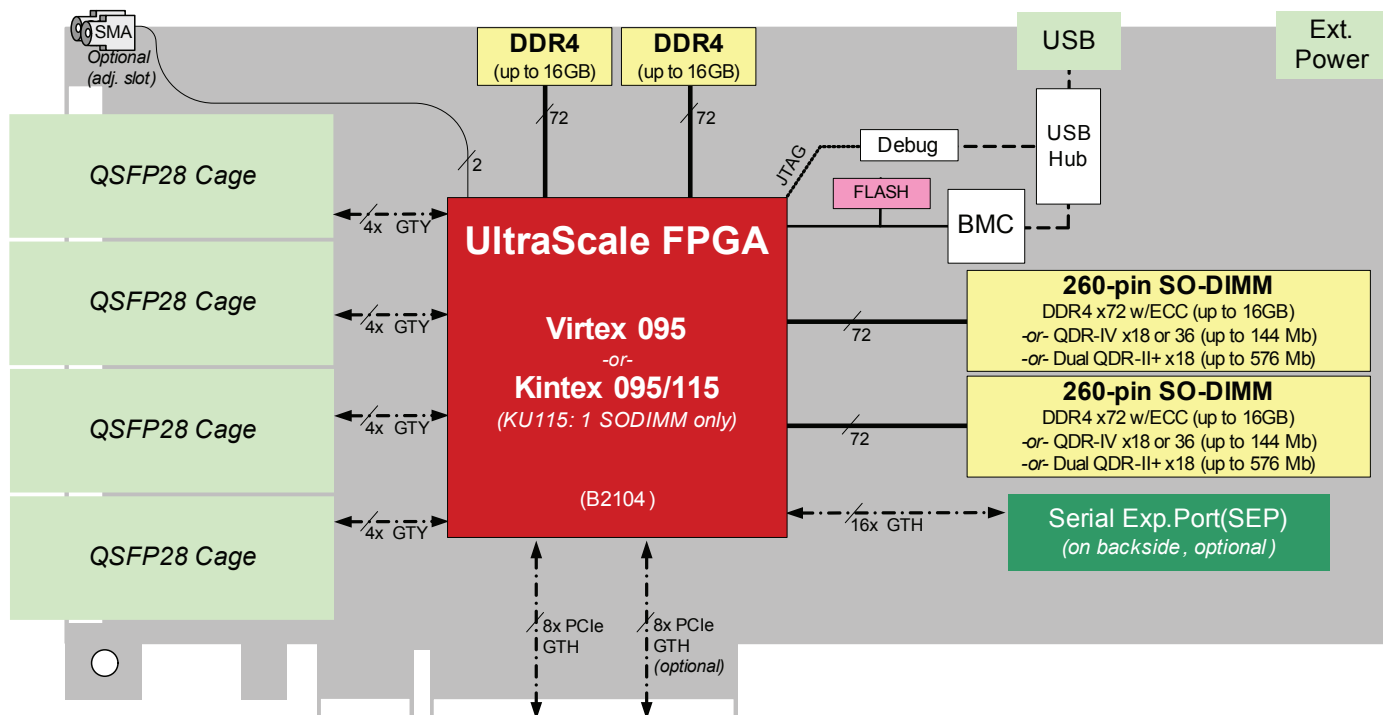 SMA
Optional
(adj. slot)
DDR4
(up to 16GB)
DDR4
(up to 16GB)
USB
Ext.
Power
72
72
2
JTAG
Debug
USB
Hub
FLASH
BMC
QSFP28 Cage
4x GTY
QSFP28 Cage
4x GTY
QSFP28 Cage
4x GTY
QSFP28 Cage
4x GTY
UltraScale FPGA
Virtex 095
-or-
Kintex 095/115
(KU115: 1 SODIMM only)
(B2104)
72
260-pin SO-DIMM
DDR4 x72 w/ECC (up to 16GB)
-or- QDR-IV x18 or 36 (up to 144 Mb)
-or- Dual QDR-II+ x18 (up to 576 Mb)
72
260-pin SO-DIMM
DDR4 x72 w/ECC (up to 16GB)
-or- QDR-IV x18 or 36 (up to 144 Mb)
-or- Dual QDR-II+ x18 (up to 576 Mb)
16x GTH
Serial Exp.Port(SEP)
(on backside, optional)
8x PCIe
GTH
8x PCIe
GTH
(optional)